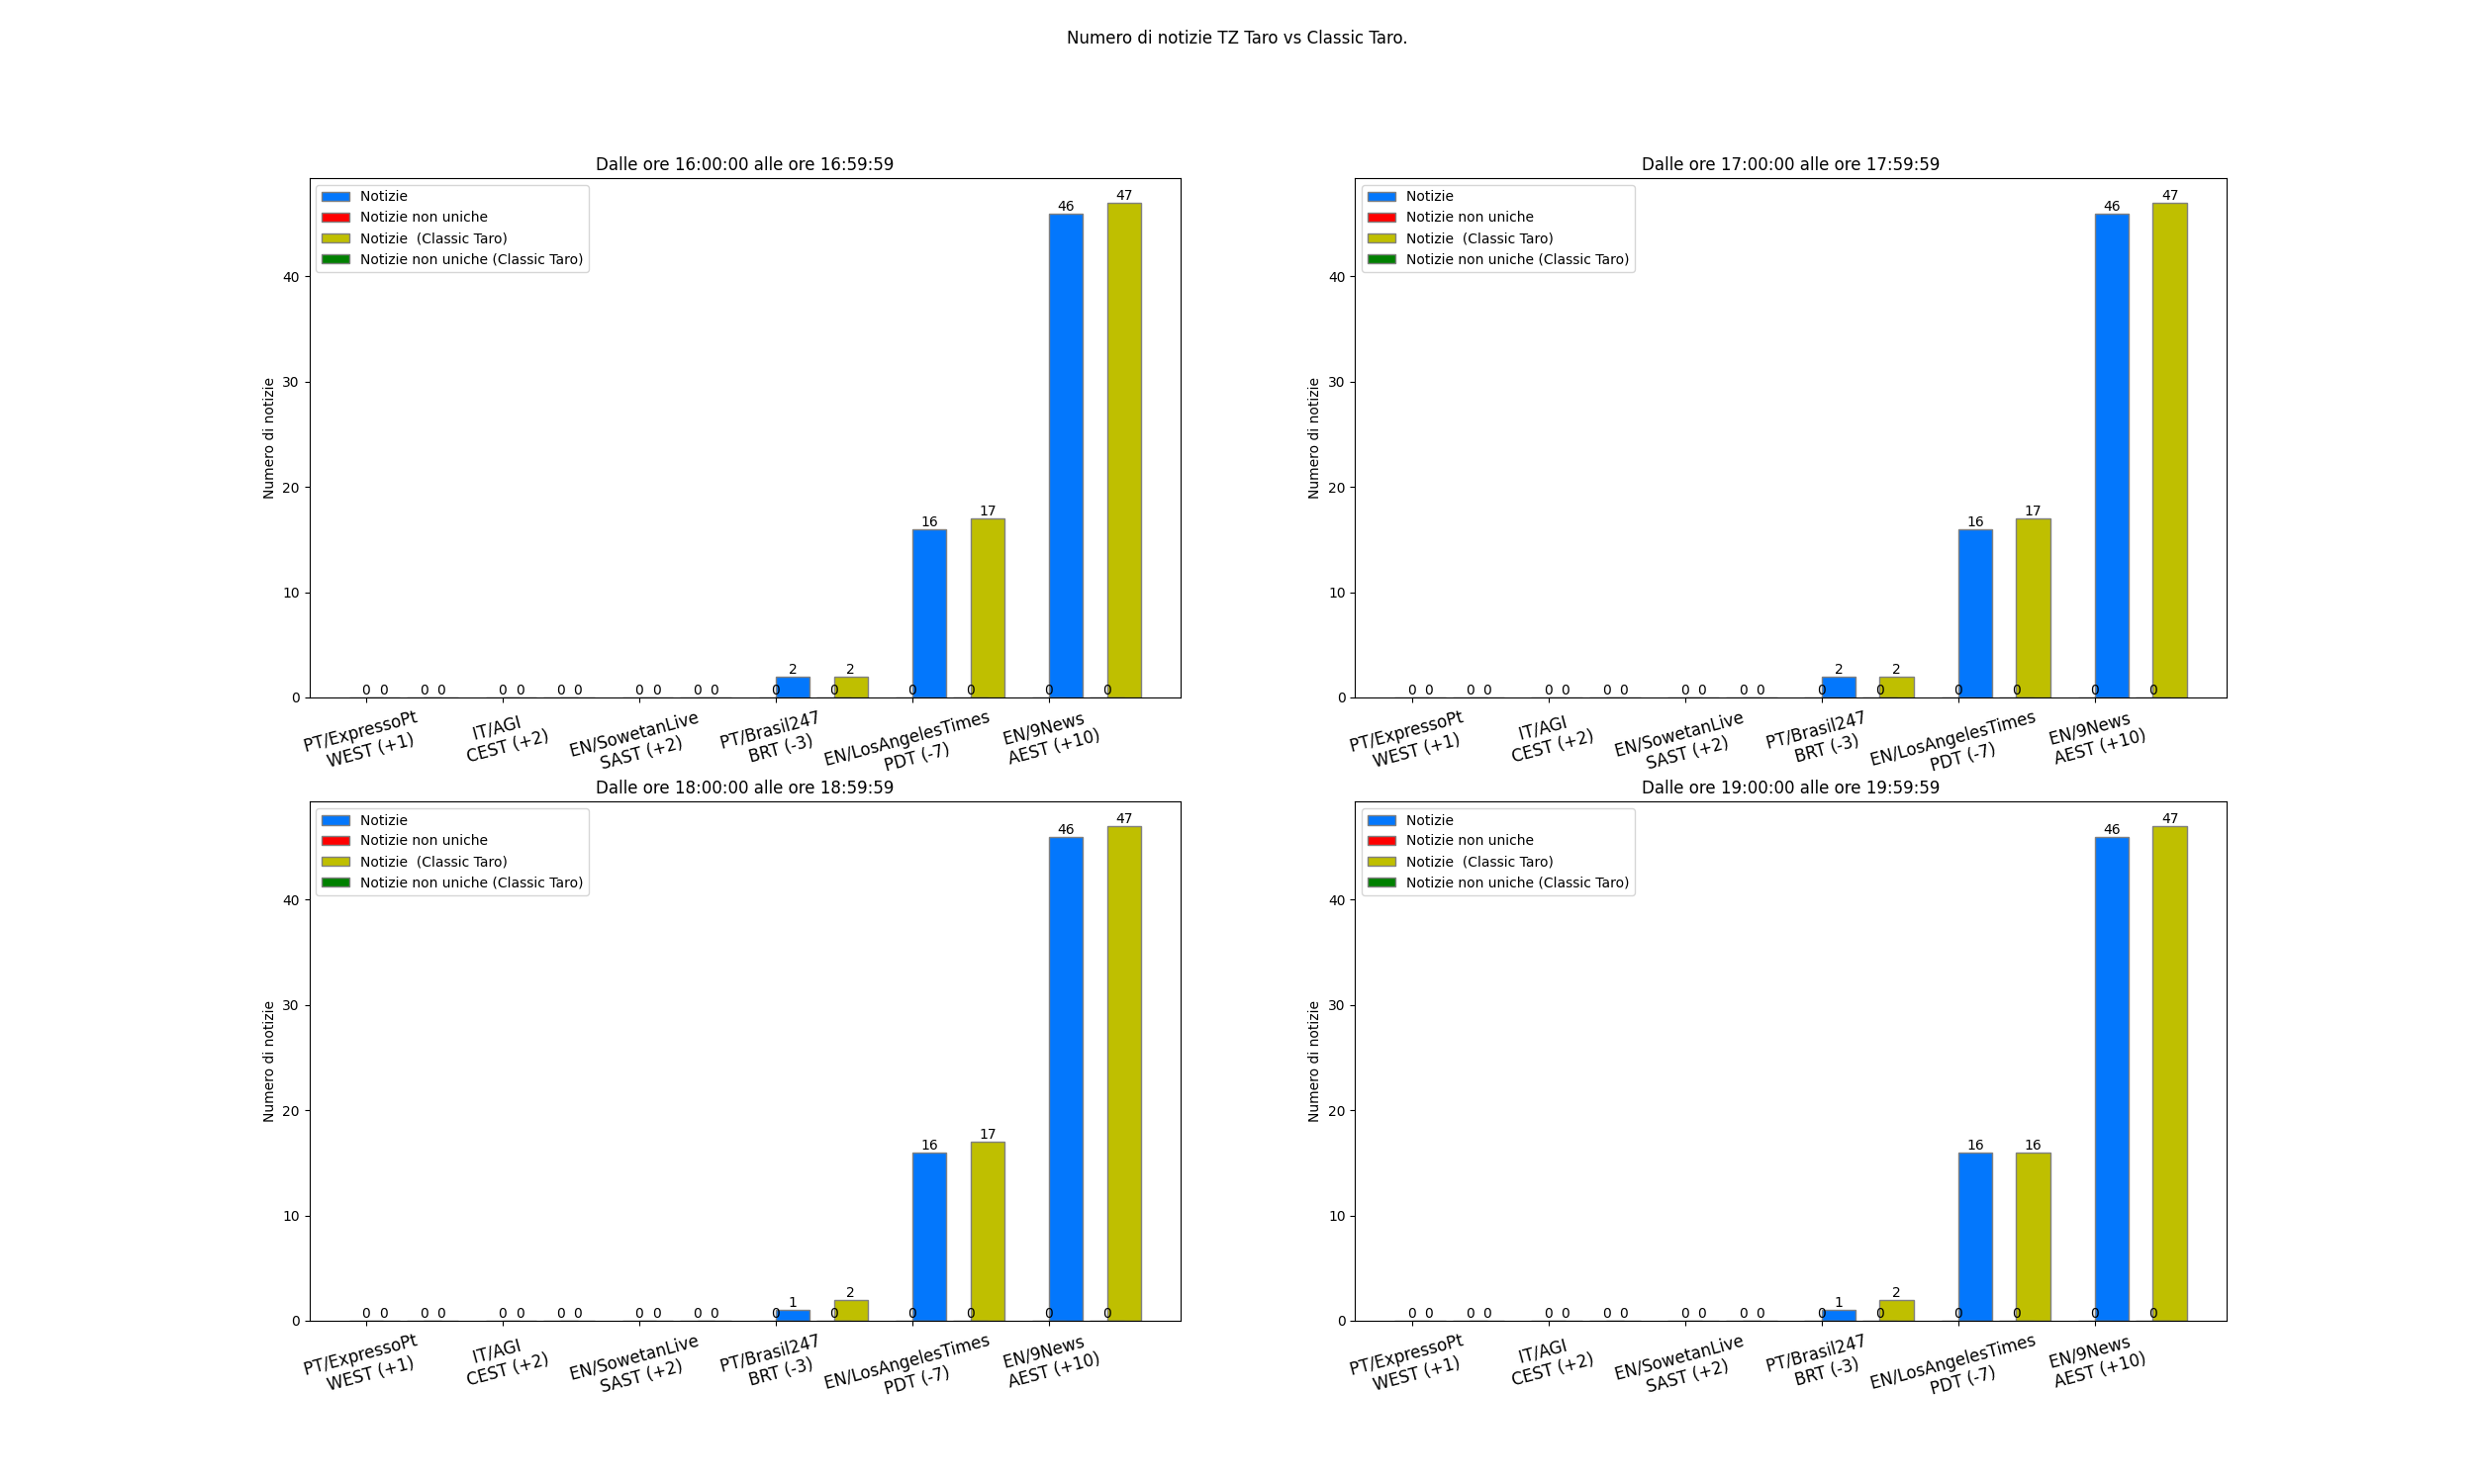 Numero di notizie TZ Taro vs Classic Taro.
Dalle ore 16:00:00 alle ore 16:59:59
Notizie
Notizie non uniche
Notizie  (Classic Taro)
Notizie non uniche (Classic Taro)
Numero di notizie
40
30
20
10
0
0 0 0 0 0 0 0 0 0 0 0 0 0 2 0 2 0 16 0 17 0 46 0 47
PT/ExpressoPt
WEST (+1)
IT/AGI
CEST (+2)
EN/SowetanLive
SAST (+2)
PT/Brasil247
BRT (-3)
EN/LosAngelesTimes
PDT (-7)
EN/9News
AEST (+10)
Dalle ore 17:00:00 alle ore 17:59:59
Notizie
Notizie non uniche
Notizie  (Classic Taro)
Notizie non uniche (Classic Taro)
Numero di notizie
40
30
20
10
0
0 0 0 0 0 0 0 0 0 0 0 0 0 2 0 2 0 16 0 17 0 46 0 47
PT/ExpressoPt
WEST (+1)
IT/AGI
CEST (+2)
EN/SowetanLive
SAST (+2)
PT/Brasil247
BRT (-3)
EN/LosAngelesTimes
PDT (-7)
EN/9News
AEST (+10)
Dalle ore 18:00:00 alle ore 18:59:59
Notizie
Notizie non uniche
Notizie  (Classic Taro)
Notizie non uniche (Classic Taro)
Numero di notizie
40
30
20
10
0
0 0 0 0 0 0 0 0 0 0 0 0 0 1 0 2 0 16 0 17 0 46 0 47
PT/ExpressoPt
WEST (+1)
IT/AGI
CEST (+2)
EN/SowetanLive
SAST (+2)
PT/Brasil247
BRT (-3)
EN/LosAngelesTimes
PDT (-7)
EN/9News
AEST (+10)
Dalle ore 19:00:00 alle ore 19:59:59
Notizie
Notizie non uniche
Notizie  (Classic Taro)
Notizie non uniche (Classic Taro)
Numero di notizie
40
30
20
10
0
0 0 0 0 0 0 0 0 0 0 0 0 0 1 0 2 0 16 0 16 0 46 0 47
PT/ExpressoPt
WEST (+1)
IT/AGI
CEST (+2)
EN/SowetanLive
SAST (+2)
PT/Brasil247
BRT (-3)
EN/LosAngelesTimes
PDT (-7)
EN/9News
AEST (+10)